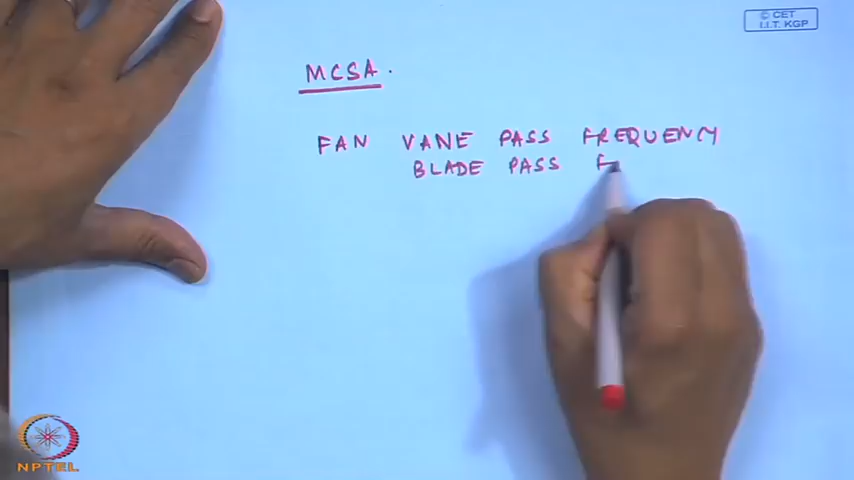 © CET
I.I.T. KGP
MCSA.
FAN VANE PASS FREQUENCY
BLADE PASS F
NPTEL